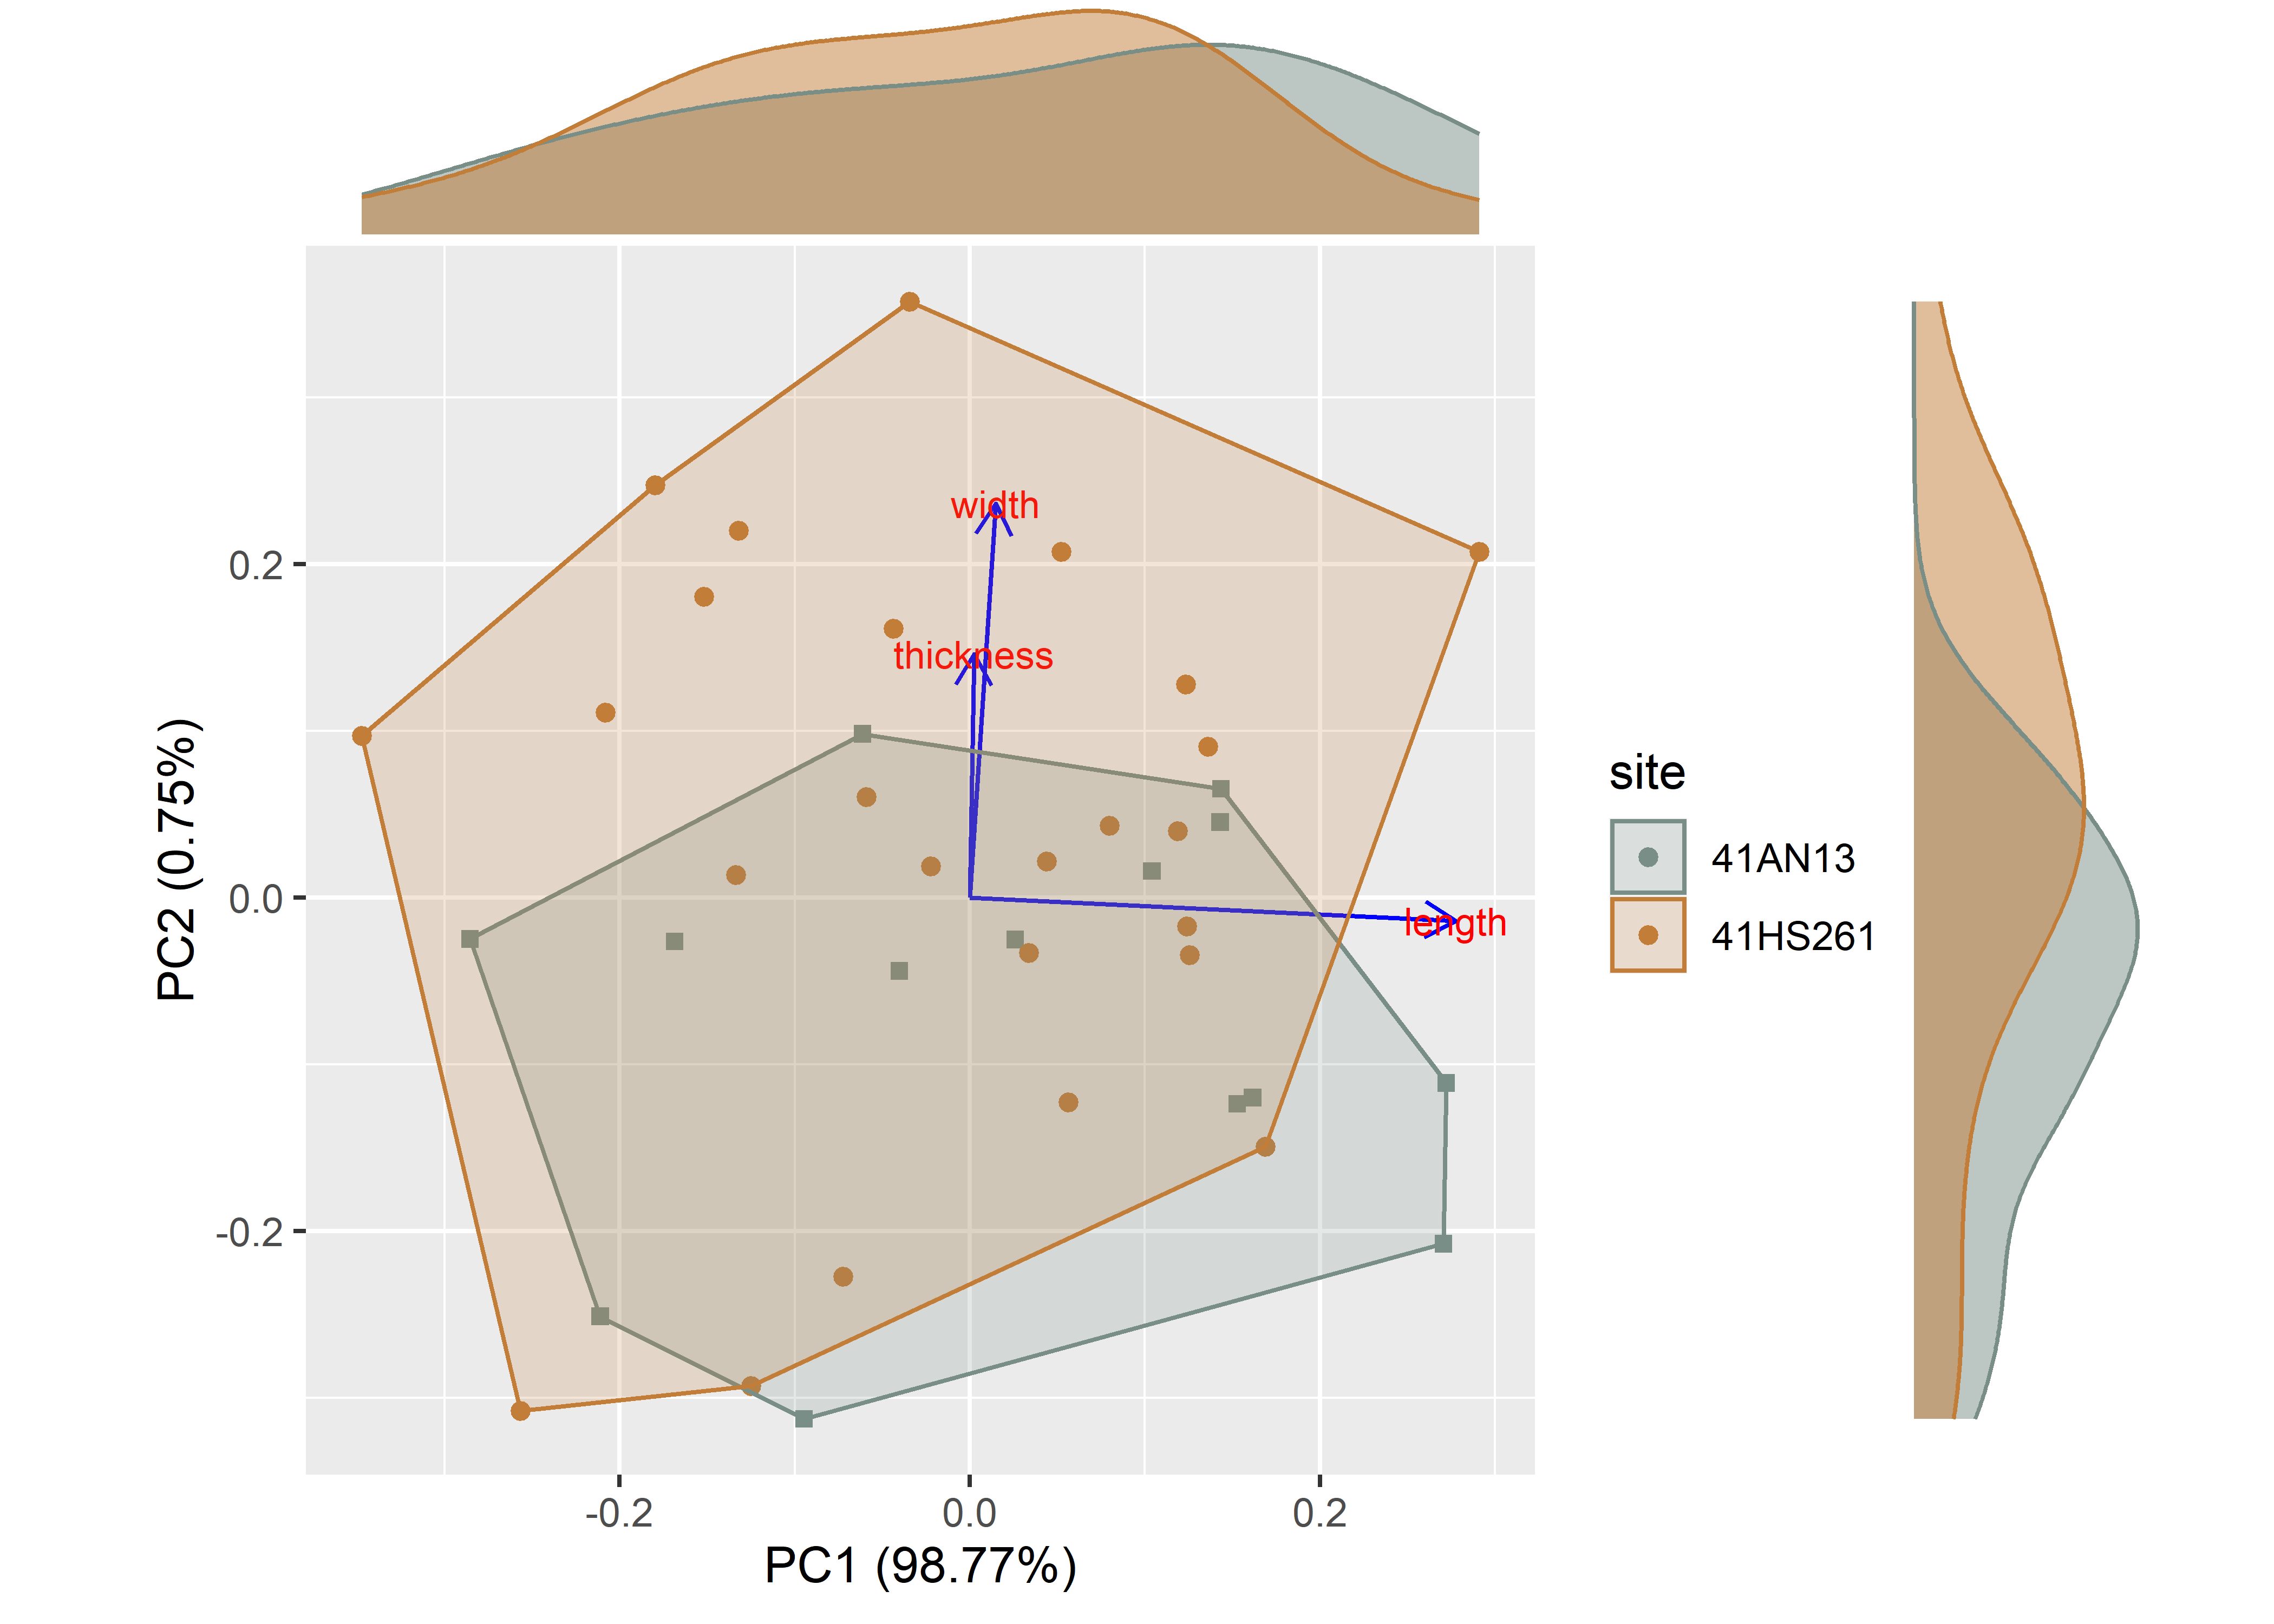 width
thickness
length
0.2
0.0
-0.2
PC2 (0.75%)
-0.2
0.0
0.2
PC1 (98.77%)
site
41AN13
41HS261